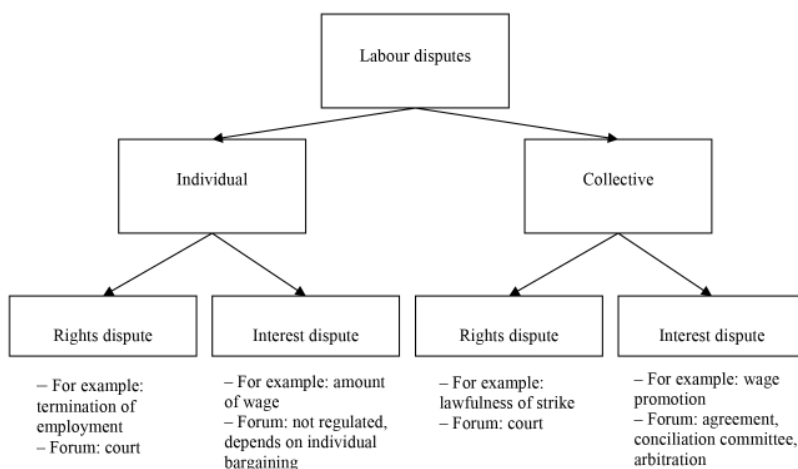 Labour disputes
Individual
Collective
Rights dispute
Interest dispute
Rights dispute
Interest dispute
– For example:
termination of
employment
– Forum: court
– For example: amount
of wage
– Forum: not regulated,
depends on individual
bargaining
– For example:
lawfulness of strike
– Forum: court
– For example: wage
promotion
– Forum: agreement,
conciliation committee,
arbitration